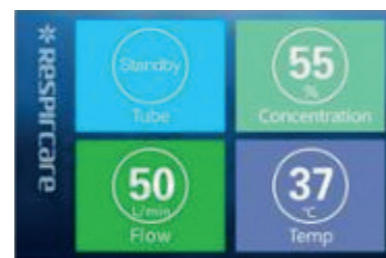 RESPIRCARE
Standby
Tube
55
%
Concentration
50
L/min
Flow
37
℃
Temp